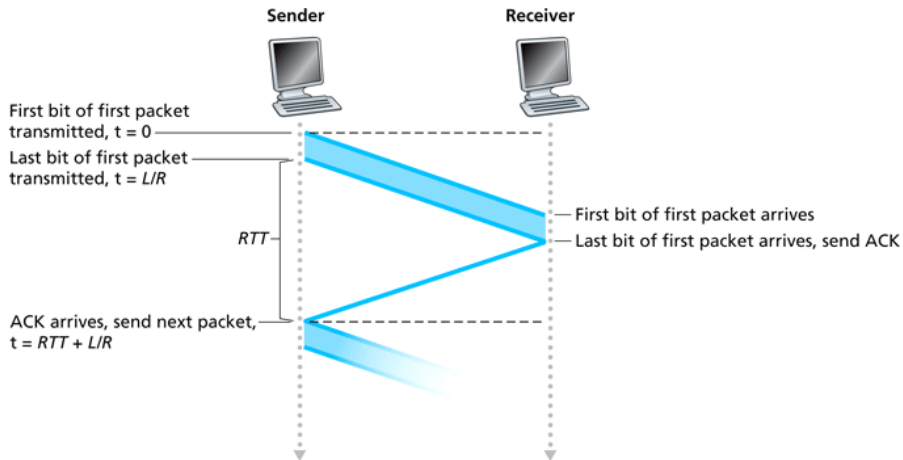 Sender
Receiver
First bit of first packet
transmitted, t = 0
Last bit of first packet
transmitted, t = L/R
First bit of first packet arrives
Last bit of first packet arrives, send ACK
RTT
ACK arrives, send next packet,
t = RTT + L/R